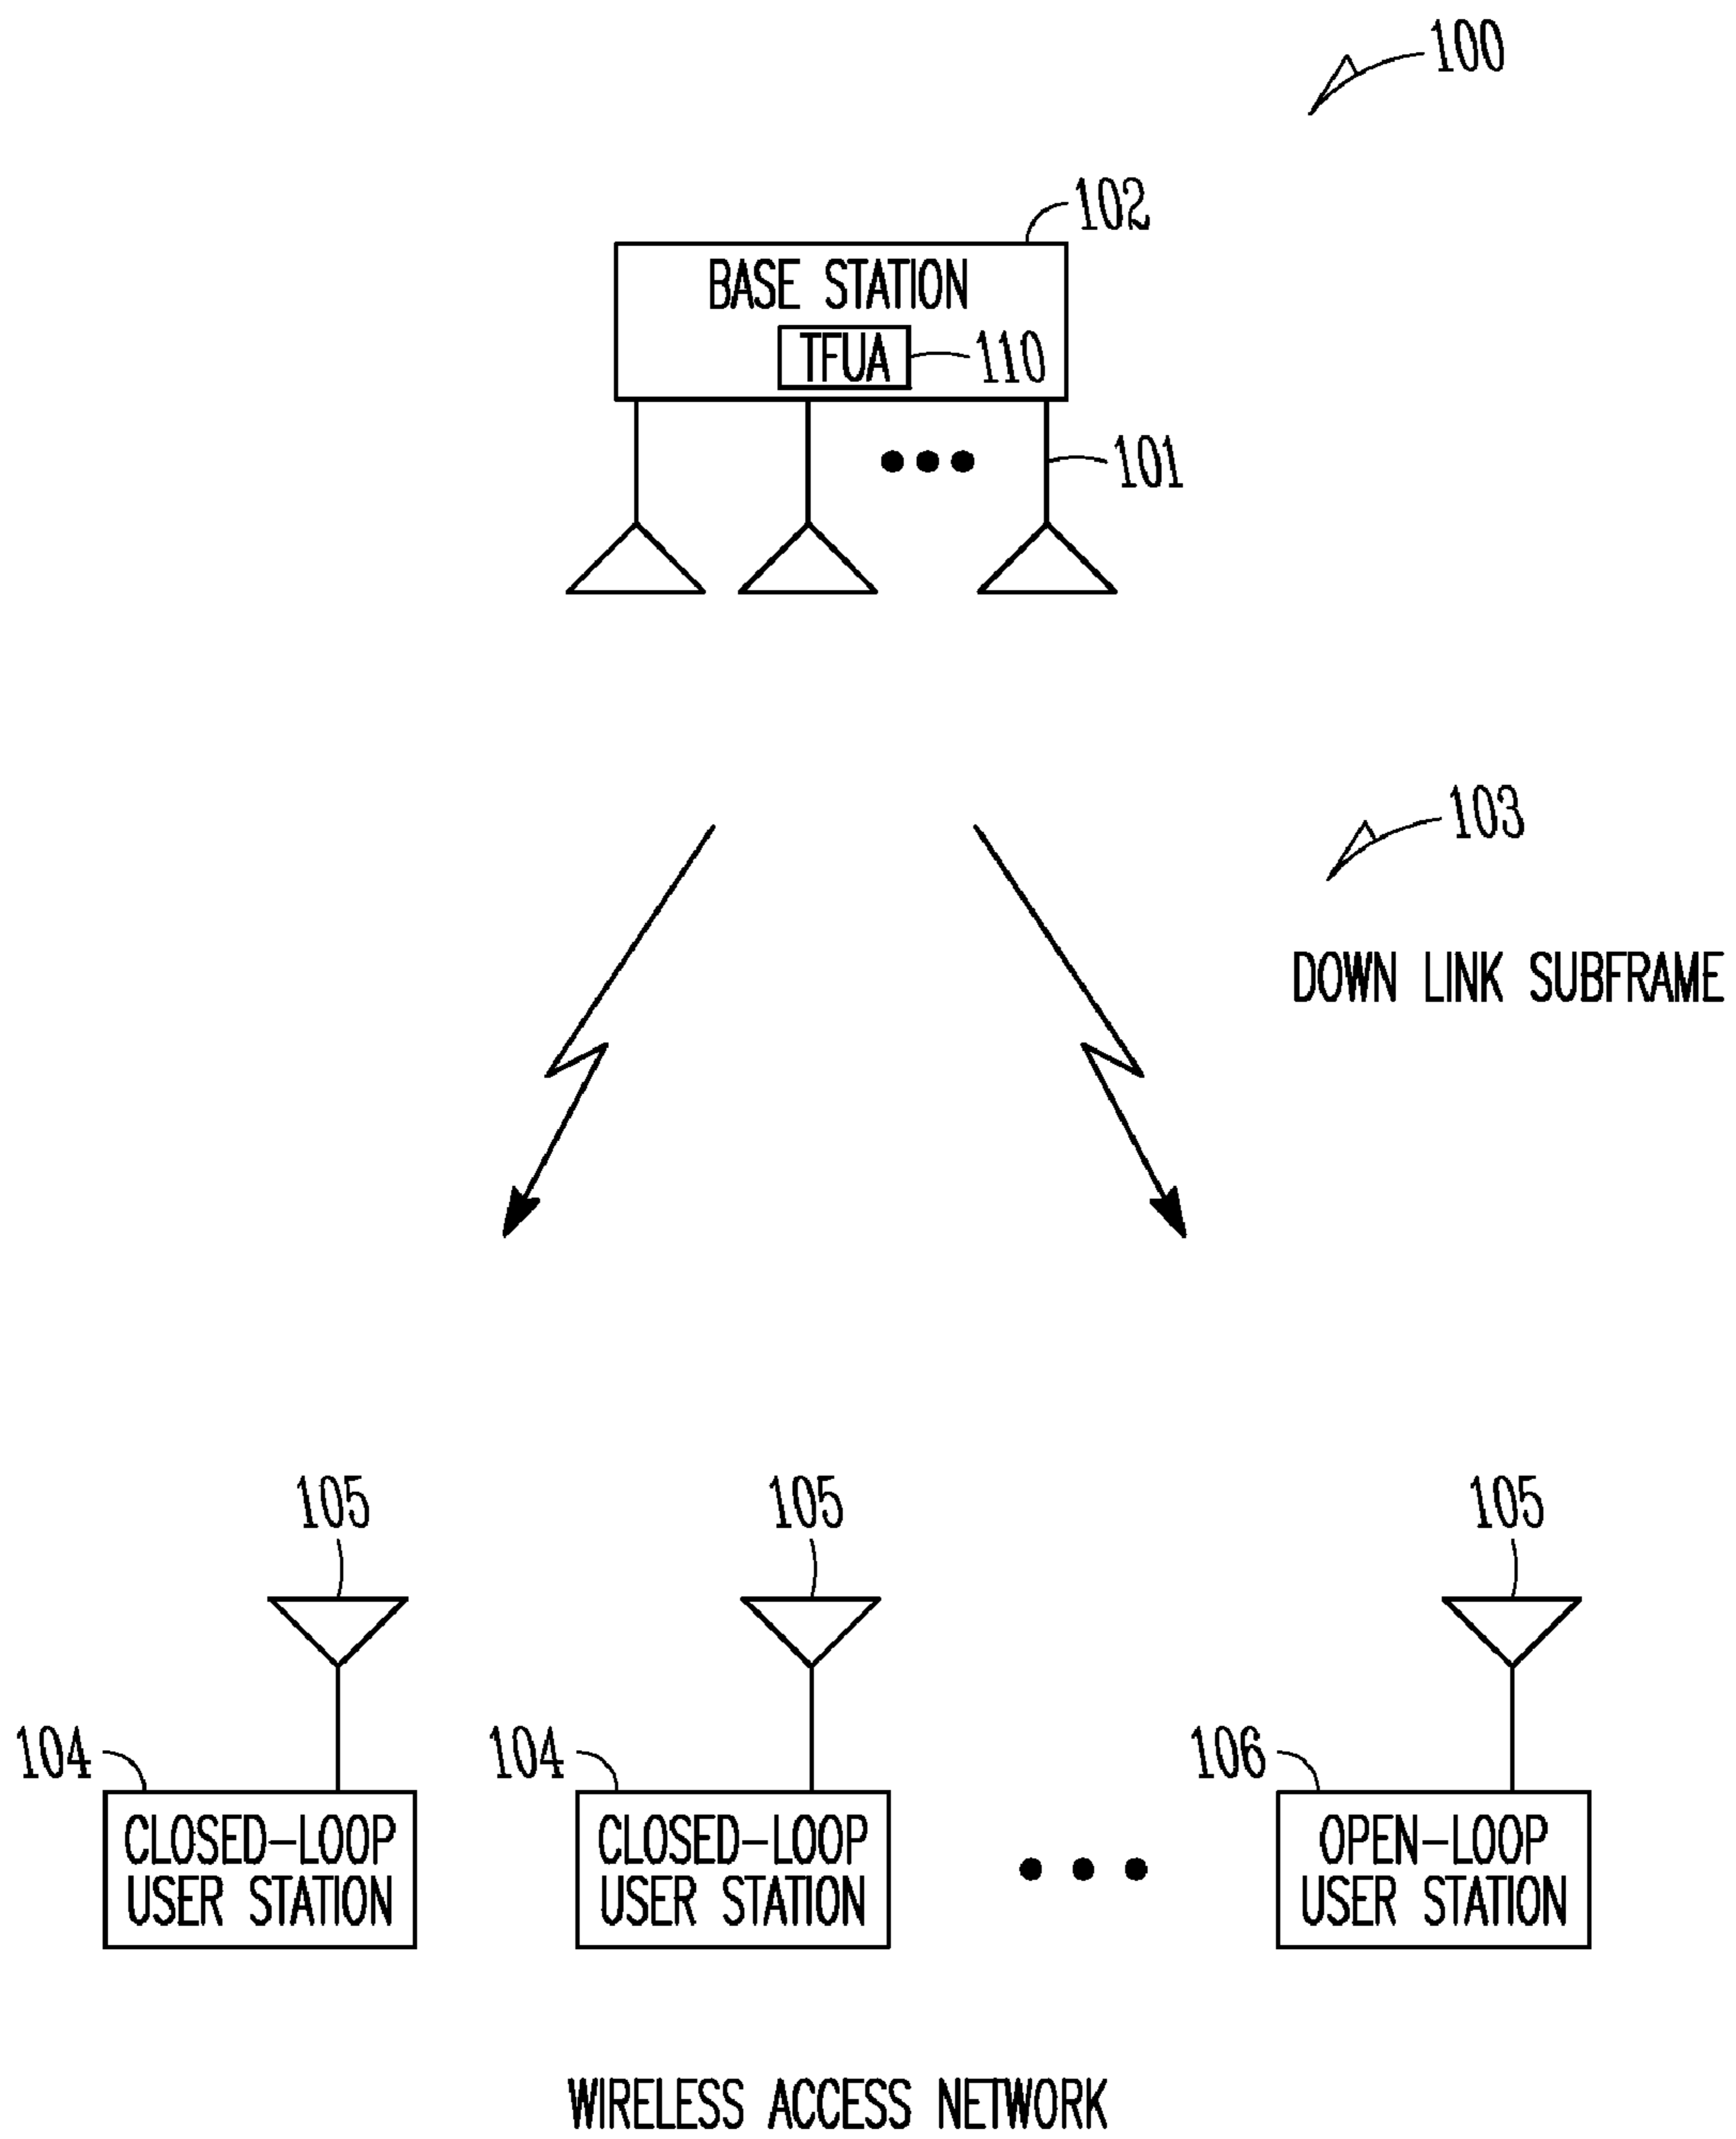 100
102
BASE STATION
TFUA
110
101
103
DOWN LINK SUBFRAME
105
105
105
104
104
106
CLOSED-LOOP
USER STATION
CLOSED-LOOP
USER STATION
OPEN-LOOP
USER STATION
WIRELESS ACCESS NETWORK